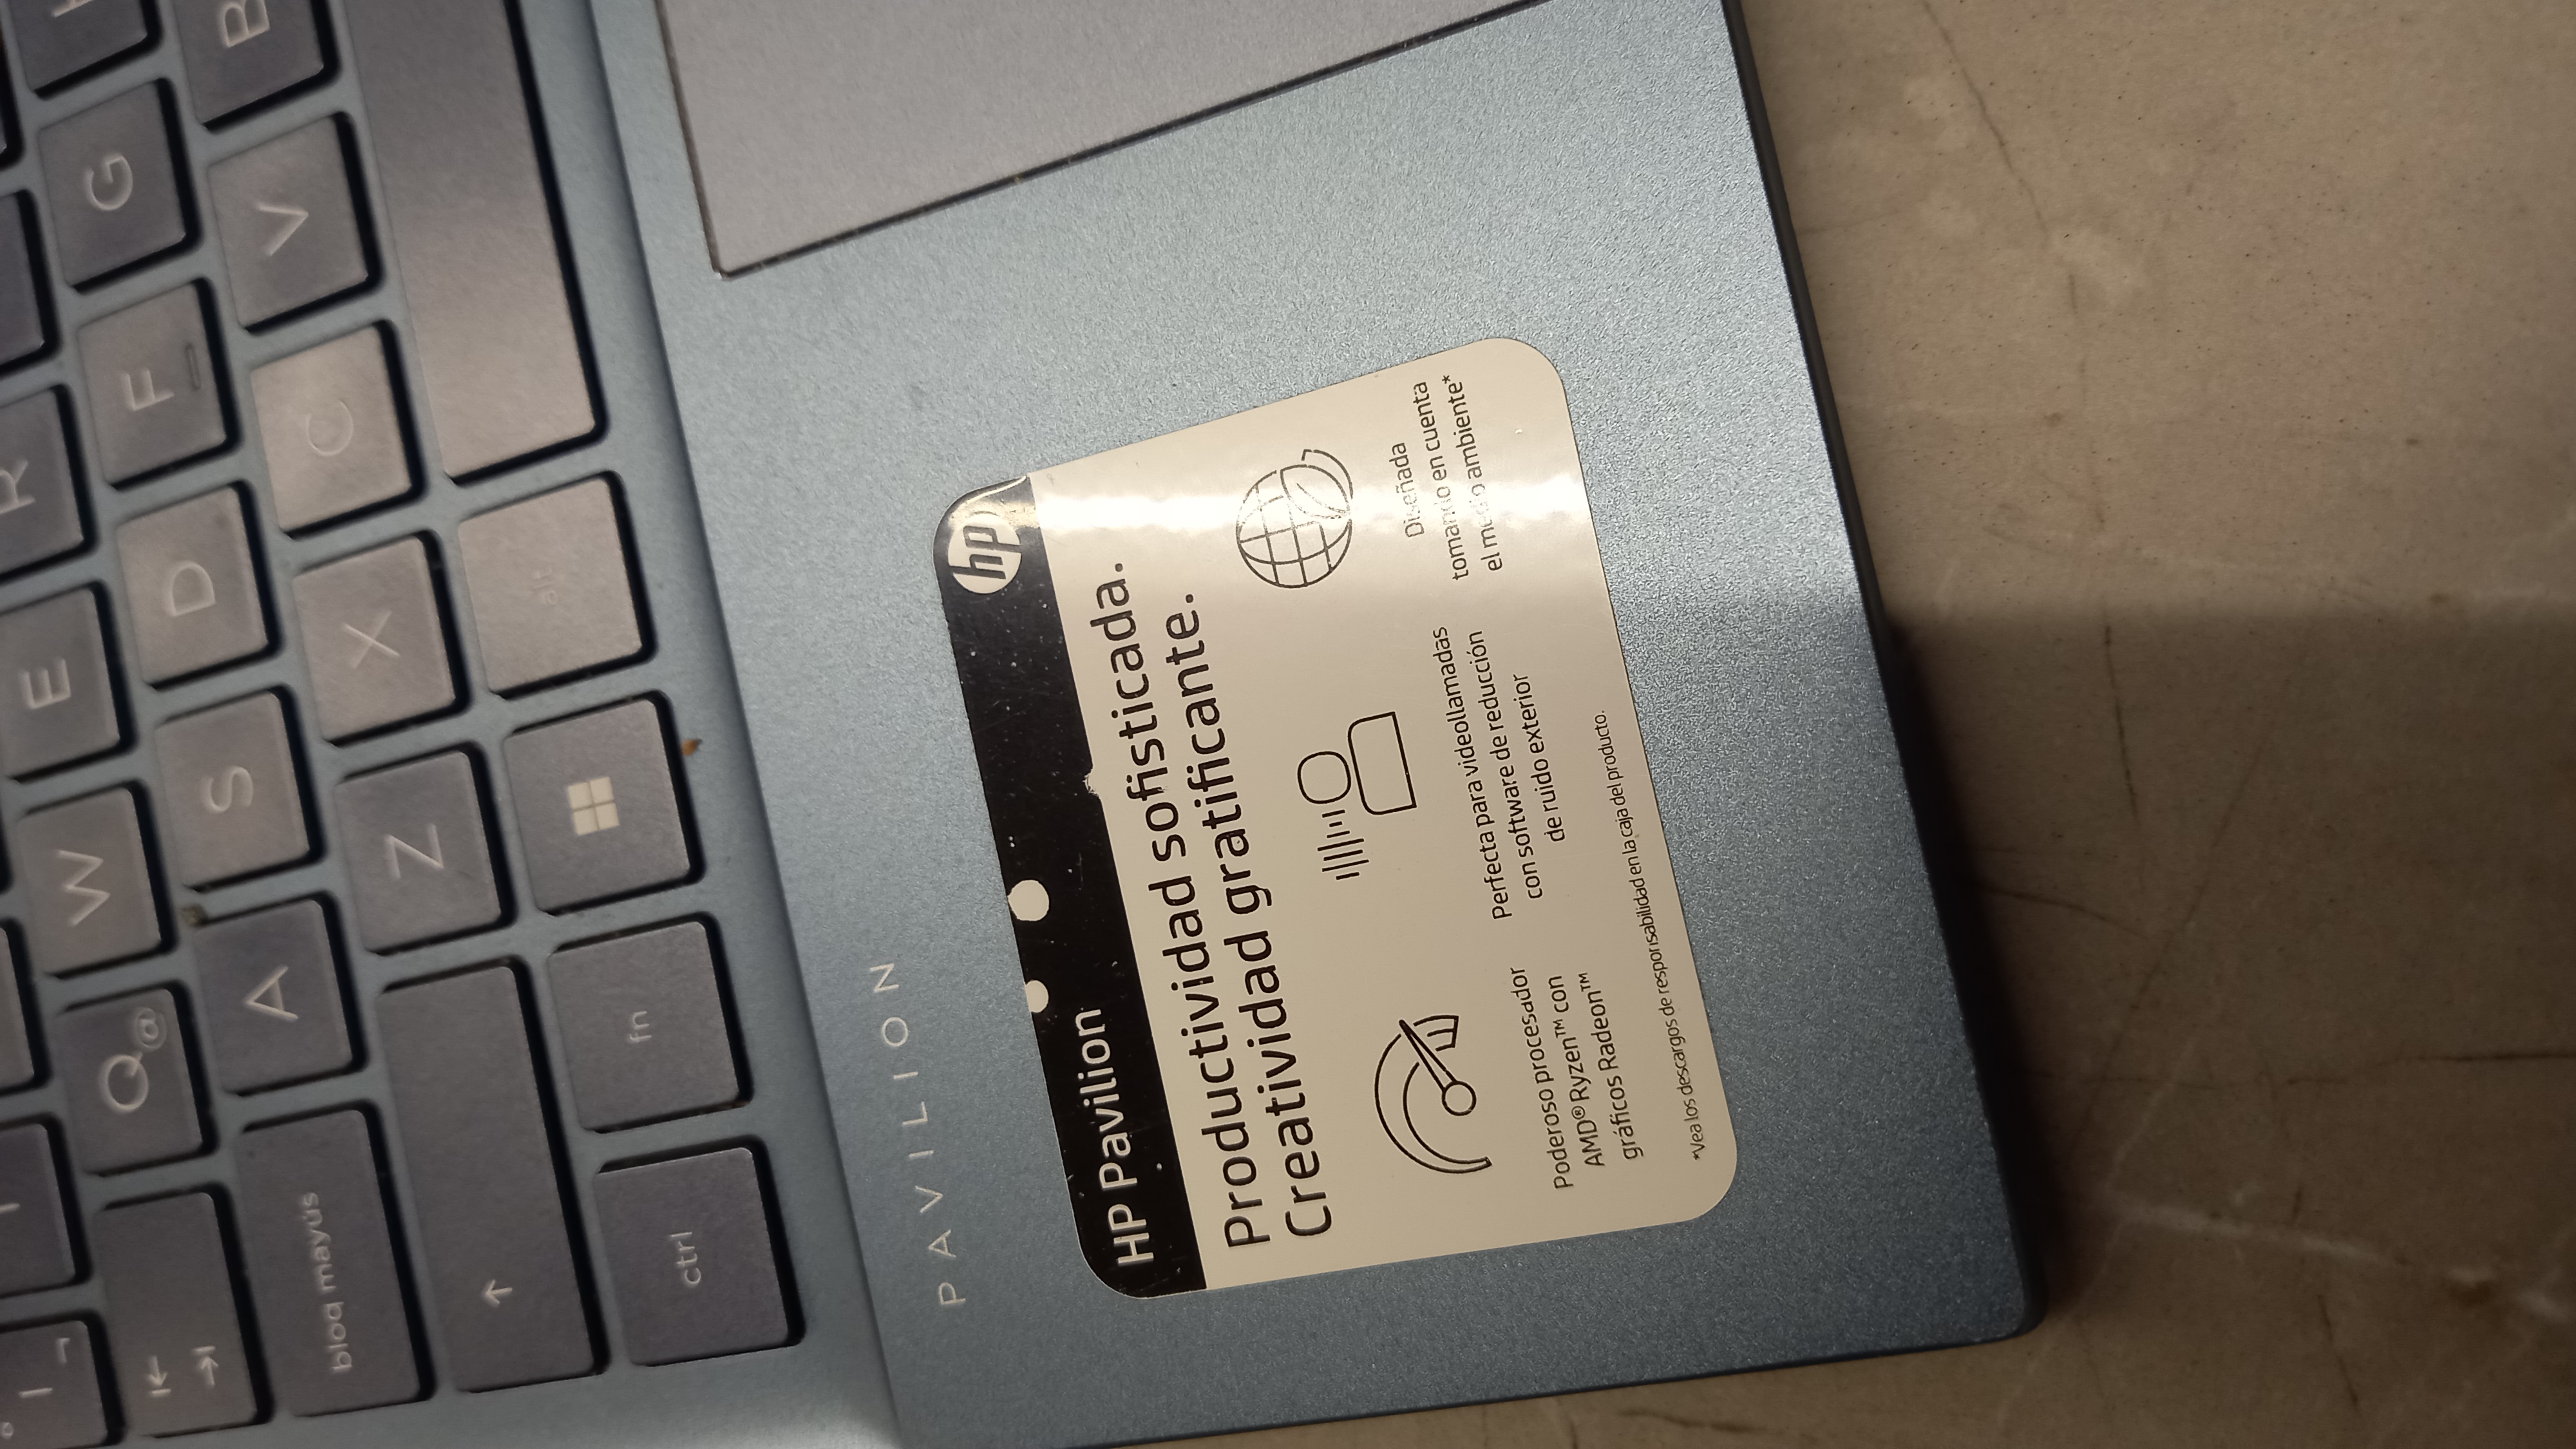 B
G
V
R
F
C
E
D
X
alt
W
S
Z
Q @
A
fn
bloq mayús
ctrl
PAVILION
HP Pavilion
hp
Productividad sofisticada.
Creatividad gratificante.
Poderoso procesador
AMD® Ryzen™ con
gráficos Radeon™
Perfecta para videollamadas
con software de reducción
de ruido exterior
Diseñada
tomando en cuenta
el medio ambiente*
*Vea los descargos de responsabilidad en la caja del producto.